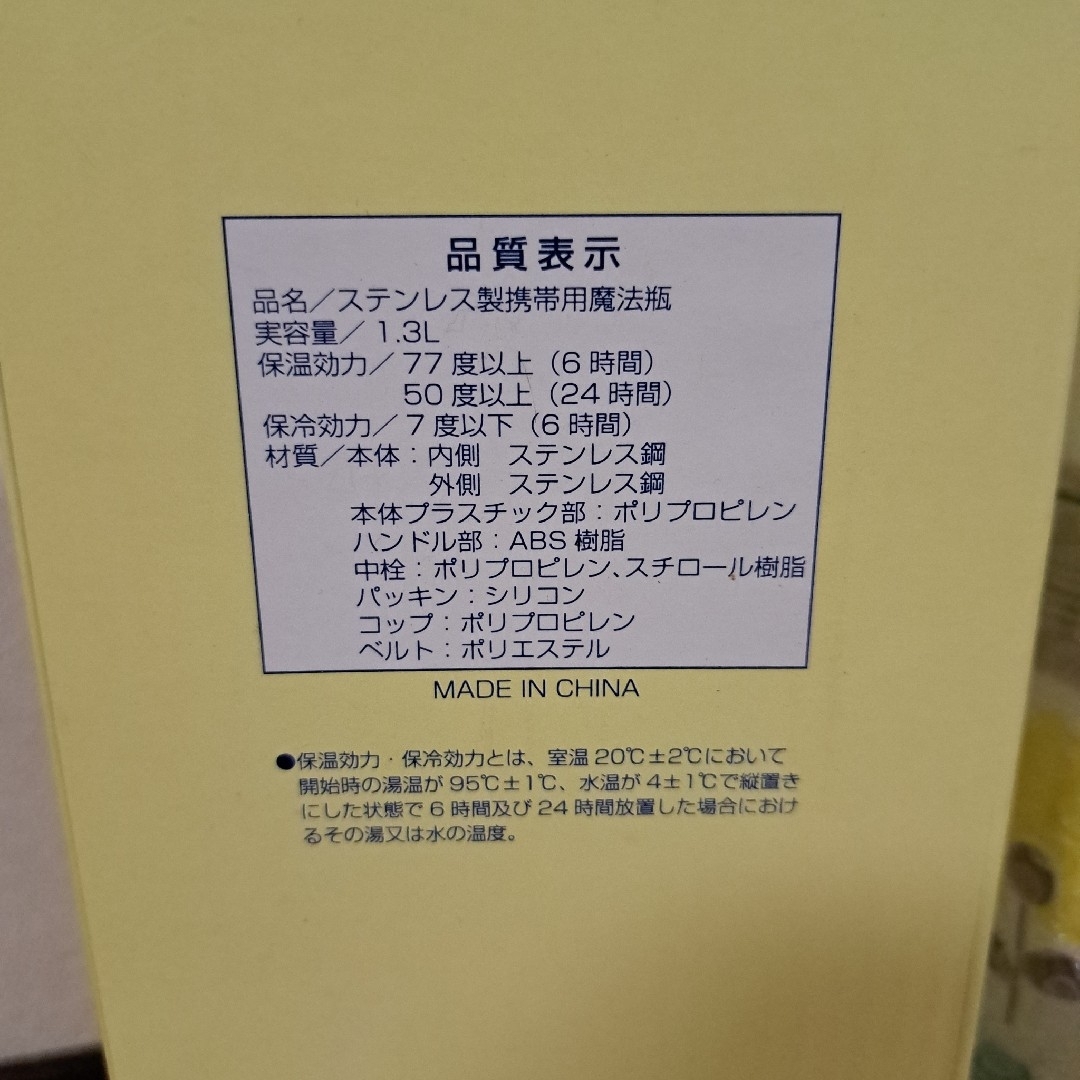 品質表示
品名／ステンレス製携帯用魔法瓶
実容量／1.3L
保温効力／77度以上（6時間）
50度以上（24時間）
保冷効力／7度以下（6時間）
材質／本体：内側　ステンレス鋼
外側　ステンレス鋼
本体プラスチック部：ポリプロピレン
ハンドル部：ABS樹脂
中栓：ポリプロピレン、スチロール樹脂
パッキン：シリコン
コップ：ポリプロピレン
ベルト：ポリエステル
MADE IN CHINA
●保温効力・保冷効力とは、室温20℃±2℃において
開始時の湯温が95℃±1℃、水温が4±1℃で縦置き
にした状態で6時間及び24時間放置した場合におけ
るその湯又は水の温度。